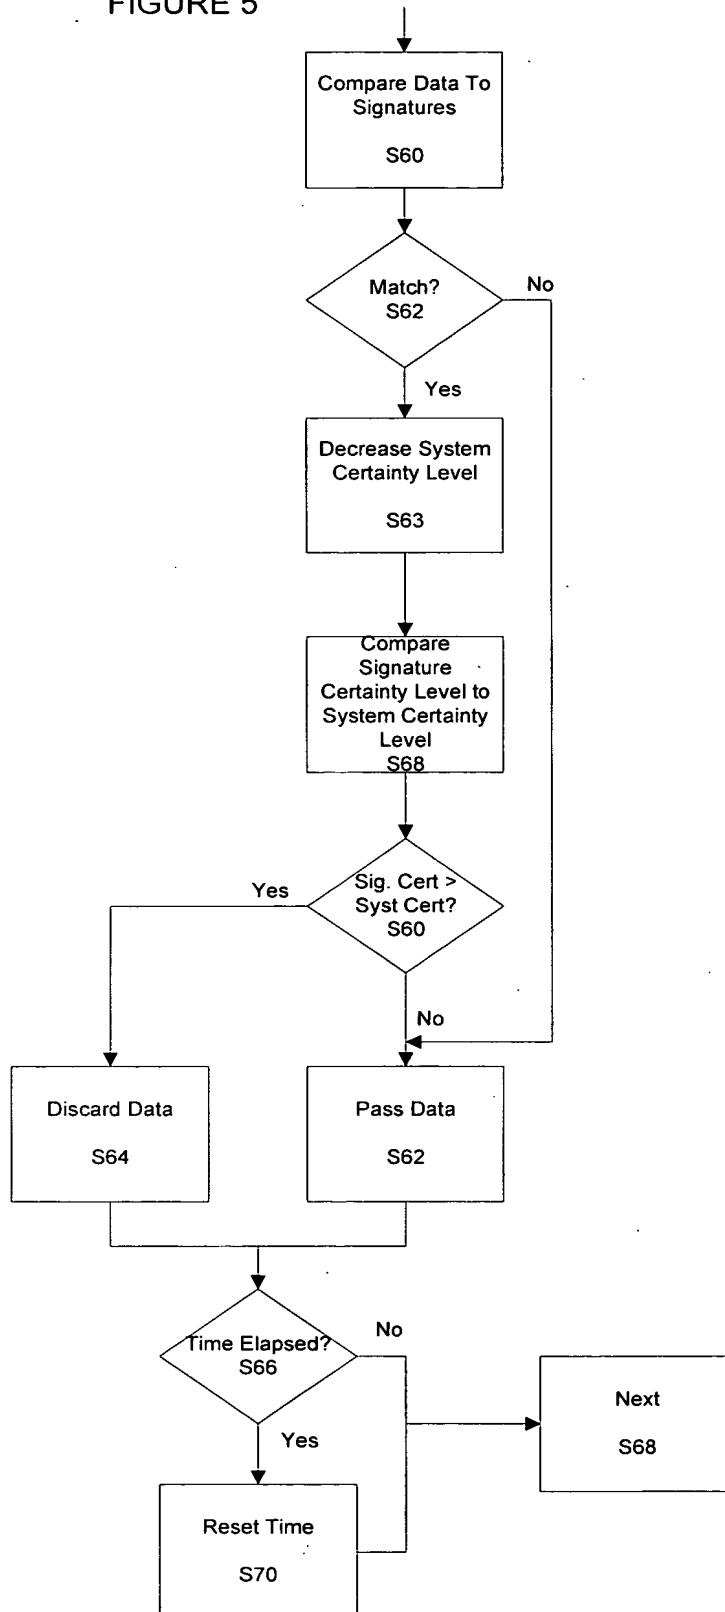 FIGURE 5
Compare Data To
Signatures
S60
Match?
S62
No
Yes
Decrease System
Certainty Level
S63
Compare
Signature
Certainty Level to
System Certainty
Level
S68
Sig. Cert >
Syst Cert?
S60
Yes
No
Discard Data
S64
Pass Data
S62
Time Elapsed?
S66
No
Yes
Next
S68
Reset Time
S70